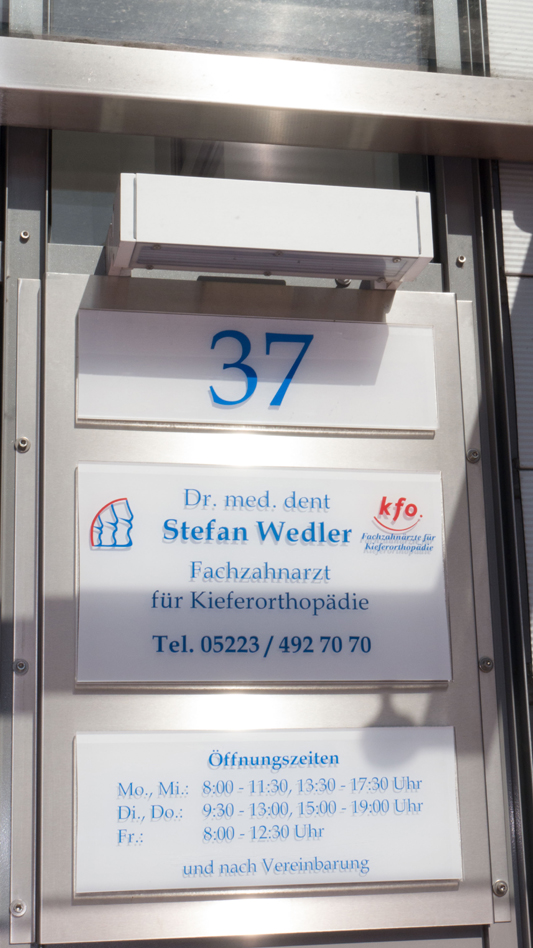 37
Dr. med. dent
Stefan Wedler
kfo.
Fachzahnärzte für
Kieferorthopädie
Fachzahnarzt
für Kieferorthopädie
Tel. 05223 / 492 70 70
Öffnungszeiten
Mo., Mi.: 8:00 - 11:30, 13:30 - 17:30 Uhr
Di., Do.: 9:30 - 13:00, 15:00 - 19:00 Uhr
Fr.: 8:00 - 12:30 Uhr
und nach Vereinbarung